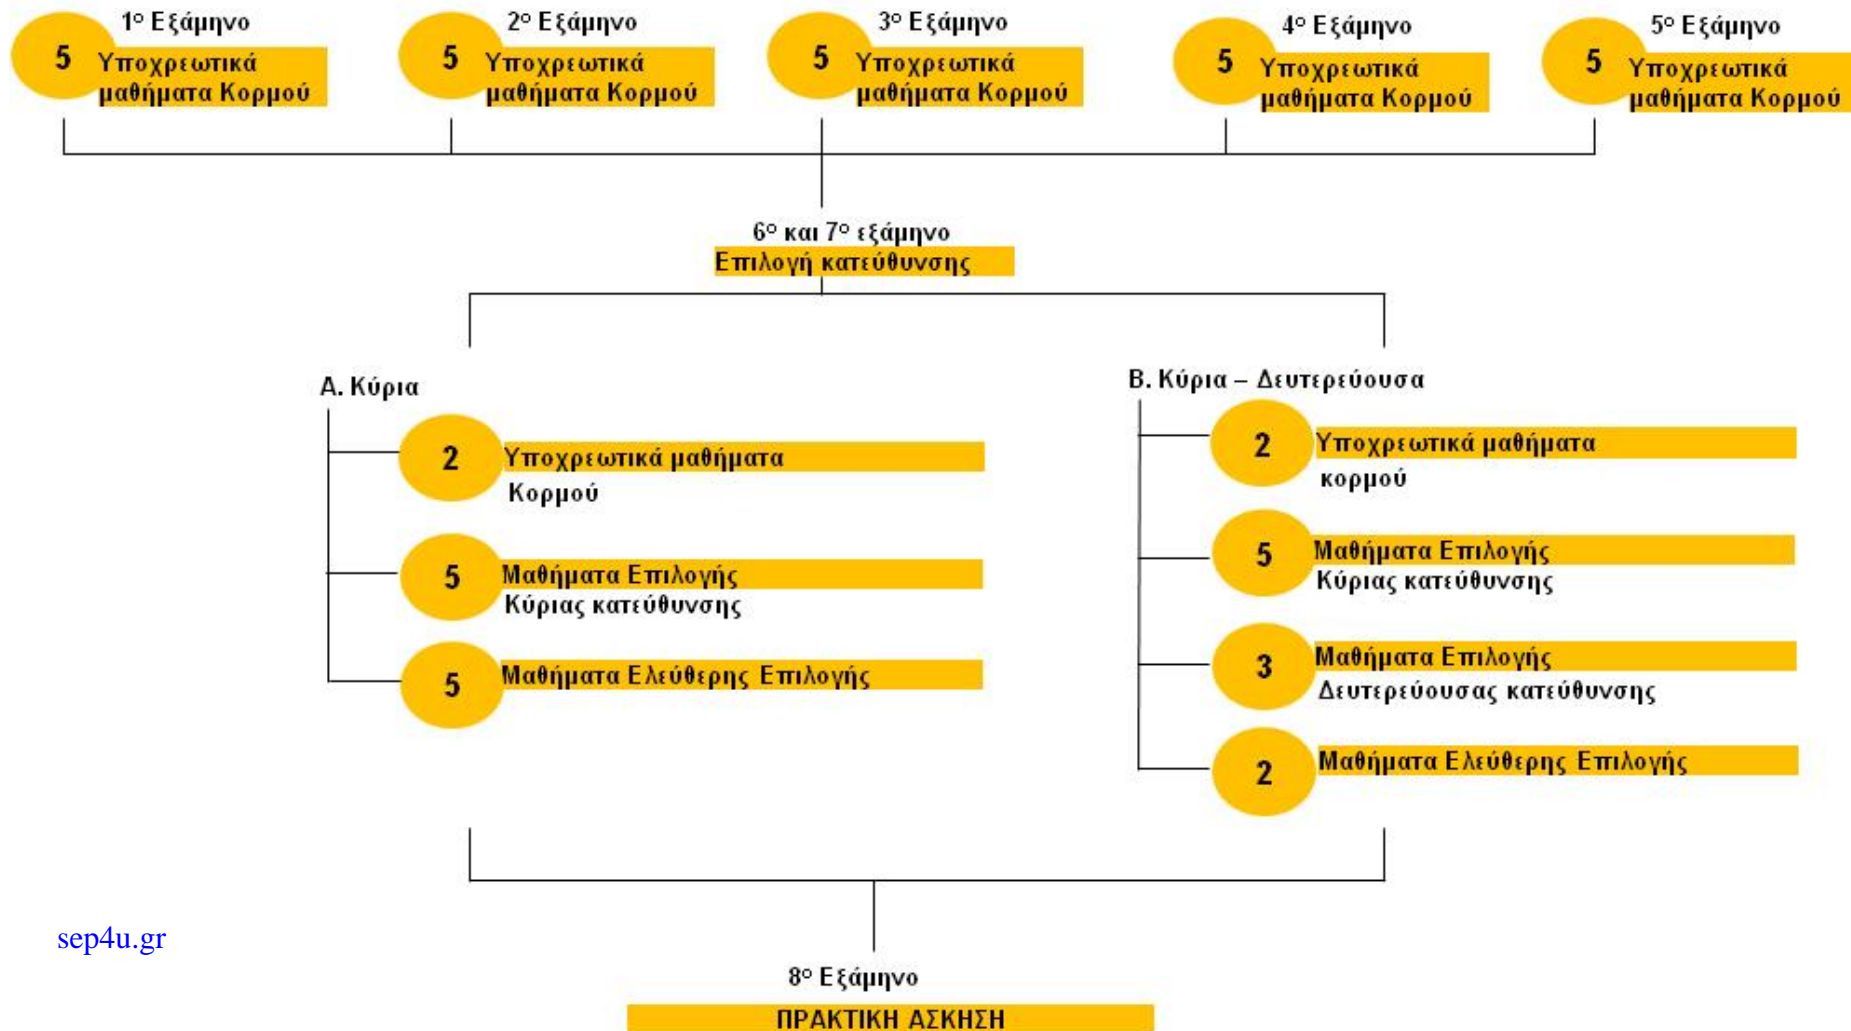 1ο Εξάμηνο
5 Υποχρεωτικά
μαθήματα Κορμού
2ο Εξάμηνο
5 Υποχρεωτικά
μαθήματα Κορμού
3ο Εξάμηνο
5 Υποχρεωτικά
μαθήματα Κορμού
4ο Εξάμηνο
5 Υποχρεωτικά
μαθήματα Κορμού
5ο Εξάμηνο
5 Υποχρεωτικά
μαθήματα Κορμού
6ο και 7ο εξάμηνο
Επιλογή κατεύθυνσης
Α. Κύρια
2 Υποχρεωτικά μαθήματα
Κορμού
5 Μαθήματα Επιλογής
Κύριας κατεύθυνσης
5 Μαθήματα Ελεύθερης Επιλογής
Β. Κύρια – Δευτερεύουσα
2 Υποχρεωτικά μαθήματα
κορμού
5 Μαθήματα Επιλογής
Κύριας κατεύθυνσης
3 Μαθήματα Επιλογής
Δευτερεύουσας κατεύθυνσης
2 Μαθήματα Ελεύθερης Επιλογής
sep4u.gr
8ο Εξάμηνο
ΠΡΑΚΤΙΚΗ ΑΣΚΗΣΗ